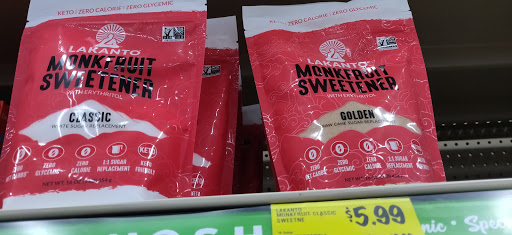 KETO • ZERO CALORIE • ZERO GLYCEMIC
LAKANTO
MONKFRUIT
SWEETENER
WITH ERYTHRITOL
CLASSIC
WHITE SUGAR REPLACEMENT
ZERO GLYCEMIC
ZERO CALORIE
1:1 SUGAR REPLACEMENT
KETO FRIENDLY
KETO • ZERO CALORIE • ZERO GLYCEMIC
LAKANTO
MONKFRUIT
SWEETENER
WITH ERYTHRITOL
GOLDEN
RAW CANE SUGAR
ZERO GLYCEMIC
ZERO CALORIE
1:1 SUGAR REPLACEMENT
LAKANTO
MONKFRUIT CLASSIC
SWEETNE
$5.99